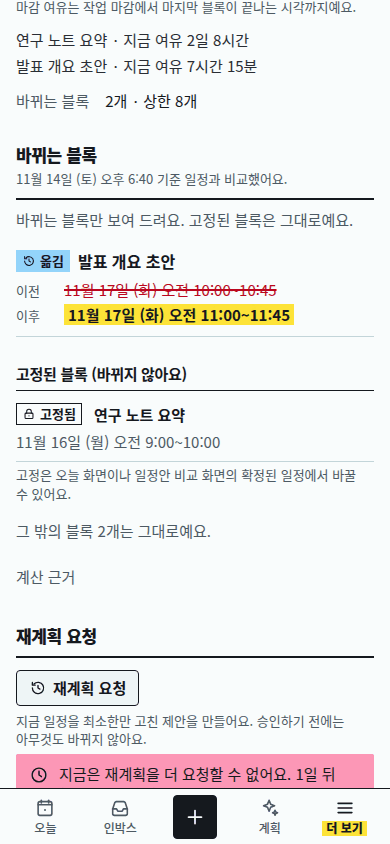 마감 여유는 작업 마감에서 마지막 블록이 끝나는 시각까지예요.
연구 노트 요약 · 지금 여유 2일 8시간
발표 개요 초안 · 지금 여유 7시간 15분
바뀌는 블록 2개 · 상한 8개
바뀌는 블록
11월 14일 (토) 오후 6:40 기준 일정과 비교했어요.
바뀌는 블록만 보여 드려요. 고정된 블록은 그대로예요.
옮김 발표 개요 초안
이전 11월 17일 (화) 오전 10:00~10:45
이후 11월 17일 (화) 오전 11:00~11:45
고정된 블록 (바뀌지 않아요)
고정됨 연구 노트 요약
11월 16일 (월) 오전 9:00~10:00
고정은 오늘 화면이나 일정안 비교 화면의 확정된 일정에서 바꿀
수 있어요.
그 밖의 블록 2개는 그대로예요.
계산 근거
재계획 요청
재계획 요청
지금 일정을 최소한만 고친 제안을 만들어요. 승인하기 전에는
아무것도 바뀌지 않아요.
지금은 재계획을 더 요청할 수 없어요. 1일 뒤
오늘 인박스 계획 더 보기